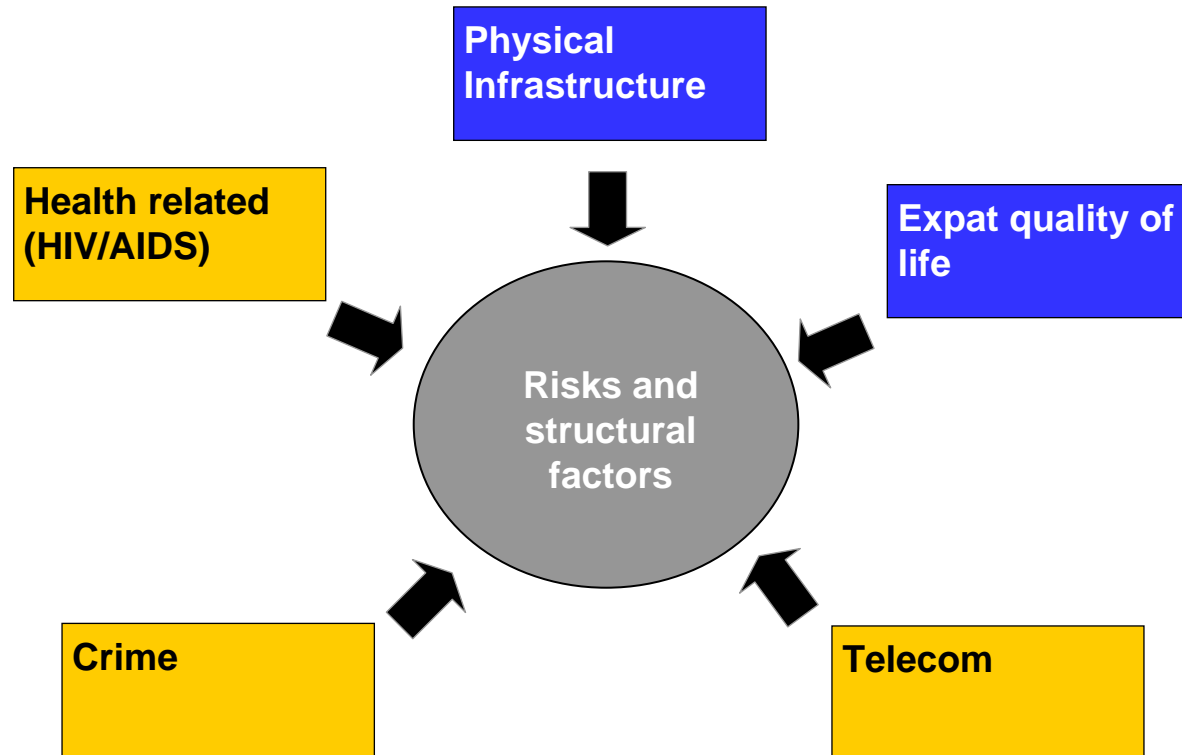 Physical
Infrastructure
Health related
(HIV/AIDS)
Expat quality of
life
Risks and
structural
factors
Crime
Telecom